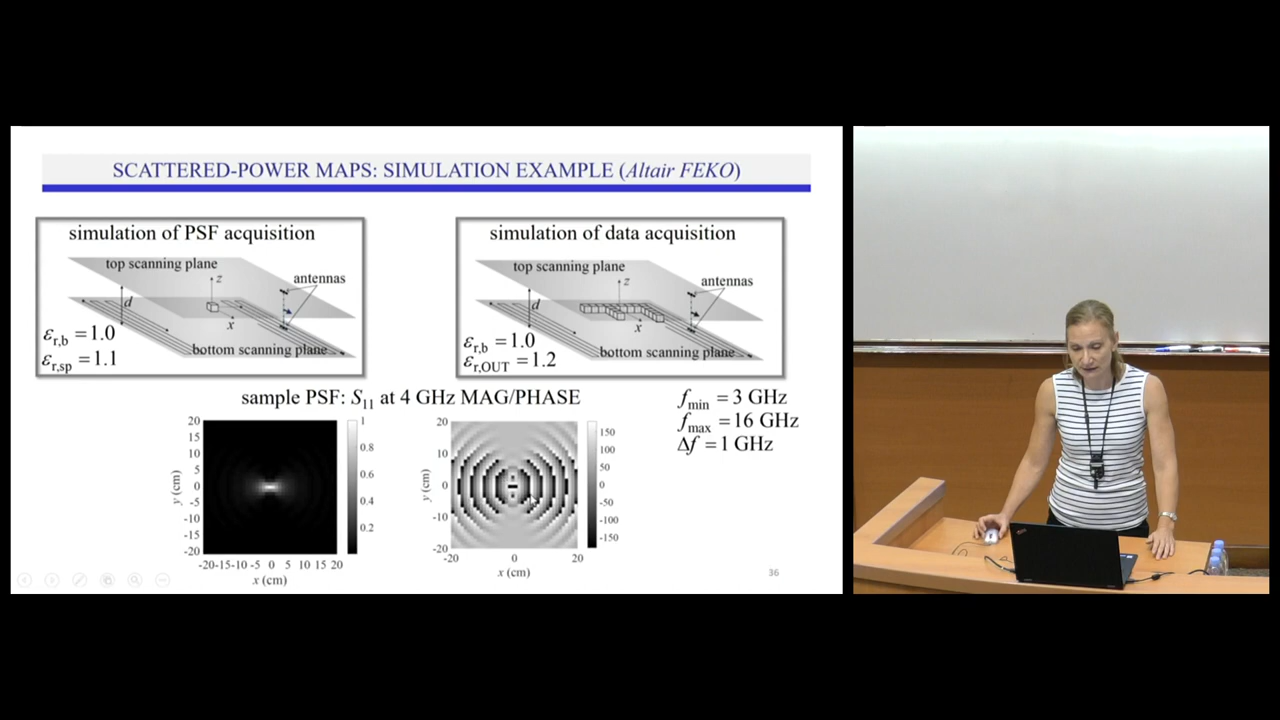 SCATTERED-POWER MAPS: SIMULATION EXAMPLE (Altair FEKO)
simulation of PSF acquisition
top scanning plane
z
antennas
d
x
εr,b = 1.0
εr,sp = 1.1
bottom scanning plane
simulation of data acquisition
top scanning plane
z
antennas
d
x
εr,b = 1.0
εr,OUT = 1.2
bottom scanning plane
sample PSF: S11 at 4 GHz MAG/PHASE
fmin = 3 GHz
fmax = 16 GHz
Δf = 1 GHz
20
15
10
5
0
-5
-10
-15
-20
y (cm)
-20 -15 -10 -5 0 5 10 15 20
x (cm)
1
0.8
0.6
0.4
0.2
20
10
0
-10
-20
y (cm)
-20 0 20
x (cm)
150
100
50
0
-50
-100
-150
36